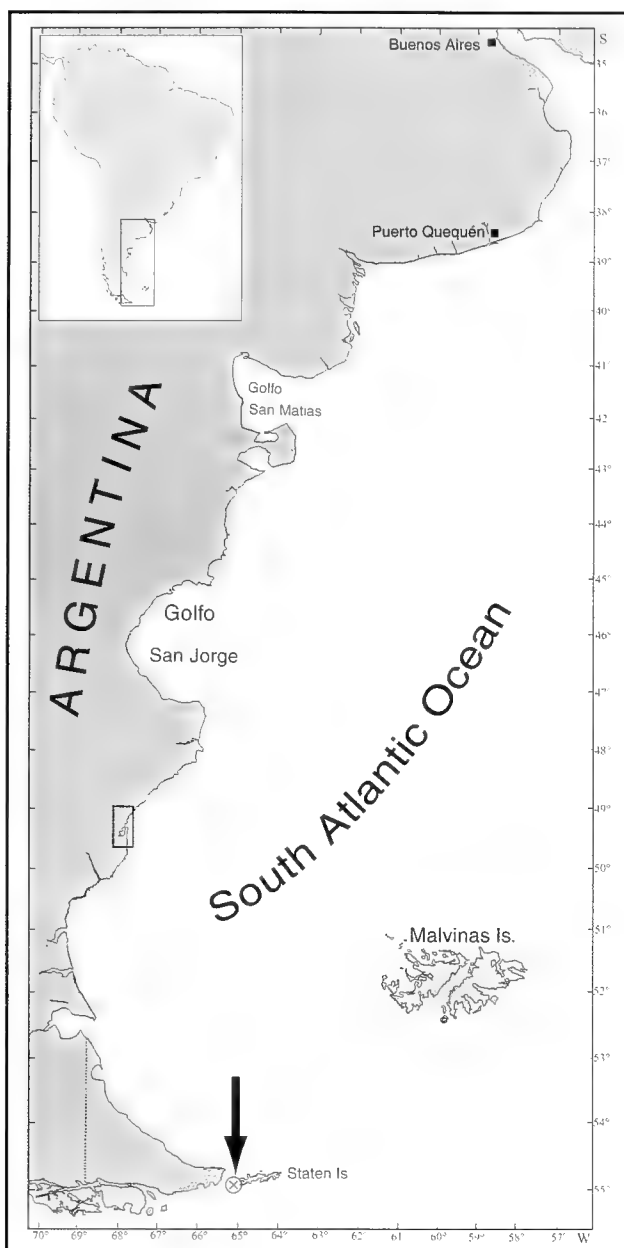 Buenos Aires
S
35°
36°
37°
Puerto Quequén
38°
39°
40°
41°
Golfo
San Matias
42°
43°
44°
45°
Golfo
San Jorge
46°
47°
ARGENTINA
48°
49°
South Atlantic Ocean
50°
Malvinas Is.
51°
52°
53°
54°
Staten Is
55°
70° 69° 68° 67° 66° 65° 64° 63° 62° 61 60° 59° 58° 57° W